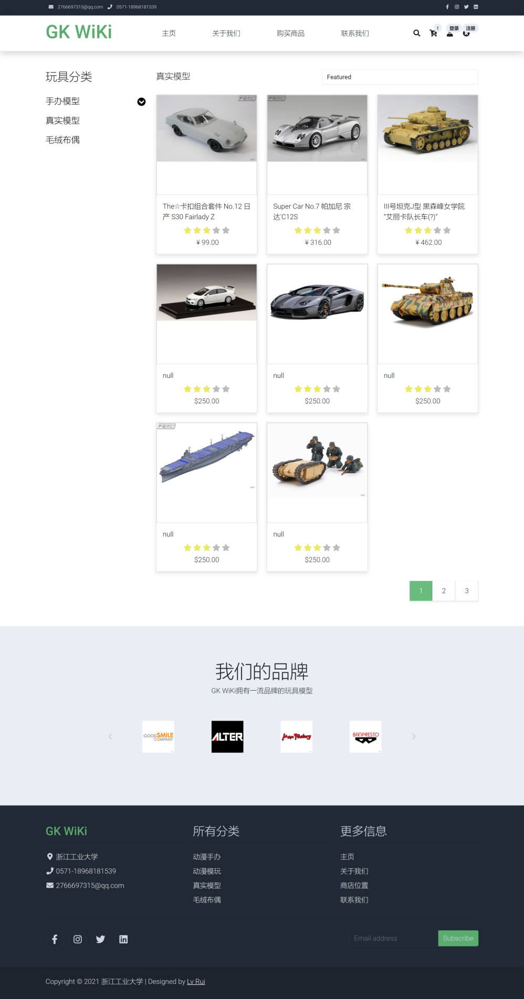 2766697315@qq.com 0571-18968181539
GK WiKi
主页 关于我们 购买商品 联系我们
! 登录 注册
玩具分类
手办模型
真实模型
毛绒布偶
真实模型
Featured
The☆卡扣组合套件 No.12 日
产 S30 Fairlady Z
¥ 99.00
Super Car No.7 帕加尼 宗
达'C12S
¥ 316.00
III号坦克J型 黑森峰女学院
“艾丽卡队长车(?)”
¥ 462.00
null
$250.00
null
$250.00
null
$250.00
null
$250.00
null
$250.00
1 2 3
我们的品牌
GK WiKi拥有一流品牌的玩具模型
GOOD SMILE
COMPANY
ALTER
Max Factory
BANPRESTO
GK WiKi
浙江工业大学
0571-18968181539
2766697315@qq.com
所有分类
动漫手办
动漫模玩
真实模型
毛绒布偶
更多信息
主页
关于我们
商店位置
联系我们
Email address
Subscribe
Copyright © 2021 浙江工业大学 | Designed by Lv Rui